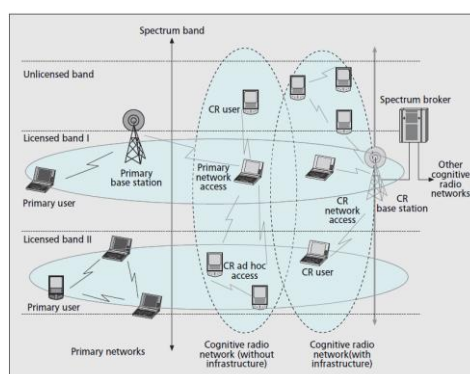 Spectrum band
Unlicensed band
CR user
Spectrum broker
Licensed band I
Primary user
Primary
base station
Primary
network
access
CR
network
access
CR
base station
Other
cognitive
radio
networks
Licensed band II
Primary user
CR ad hoc
access
CR user
Primary networks
Cognitive radio
network (without
infrastructure)
Cognitive radio
network(with
infrastructure)